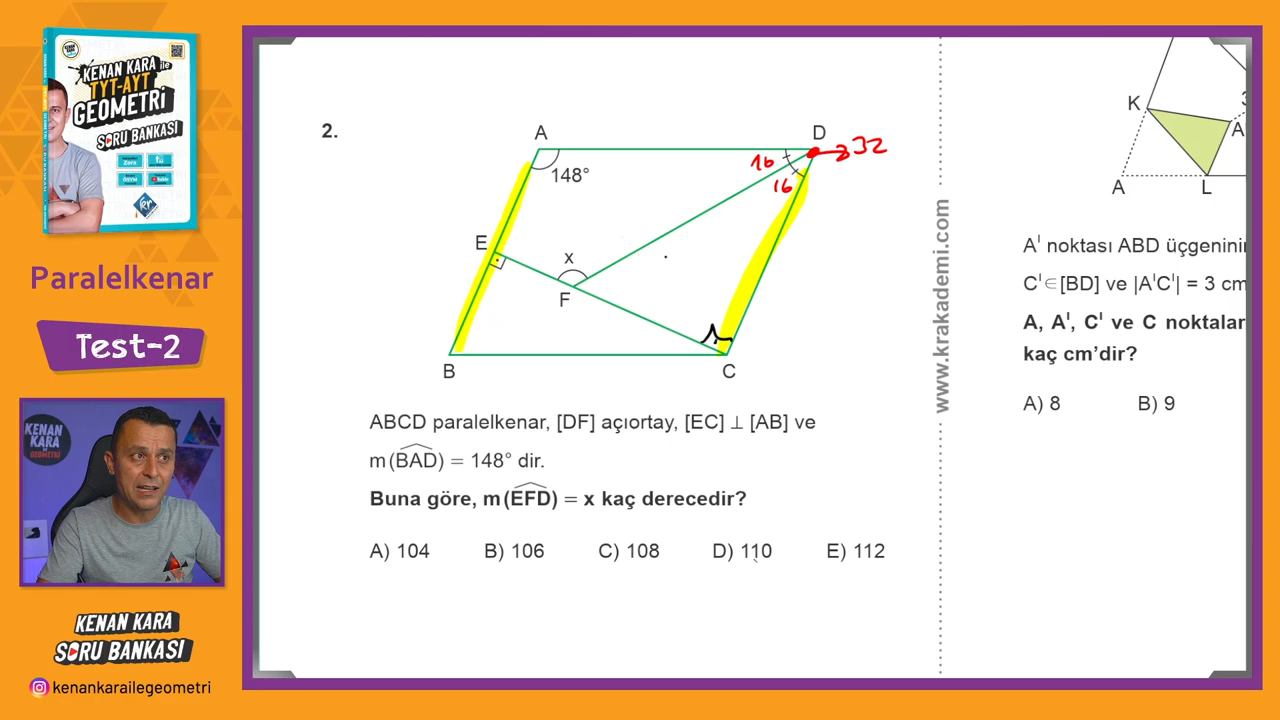 KENAN KARA ile
TYT-AYT
GEOMETRİ
SORU BANKASI
Paralelkenar
Test-2
KENAN
KARA
KENAN KARA
SORU BANKASI
kenankarailegeometri
2.
A
D
32
16
16
148°
E
x
F
B
C
ABCD paralelkenar, [DF] açıortay, [EC] ⊥ [AB] ve
m(BAD) = 148° dir.
Buna göre, m(EFD) = x kaç derecedir?
A) 104 B) 106 C) 108 D) 110 E) 112
www.krakademi.com
K
3
A
A
L
Aᴵ noktası ABD üçgeninin
Cᴵ∈[BD] ve |AᴵCᴵ| = 3 cm
A, Aᴵ, Cᴵ ve C noktalar
kaç cm’dir?
A) 8 B) 9